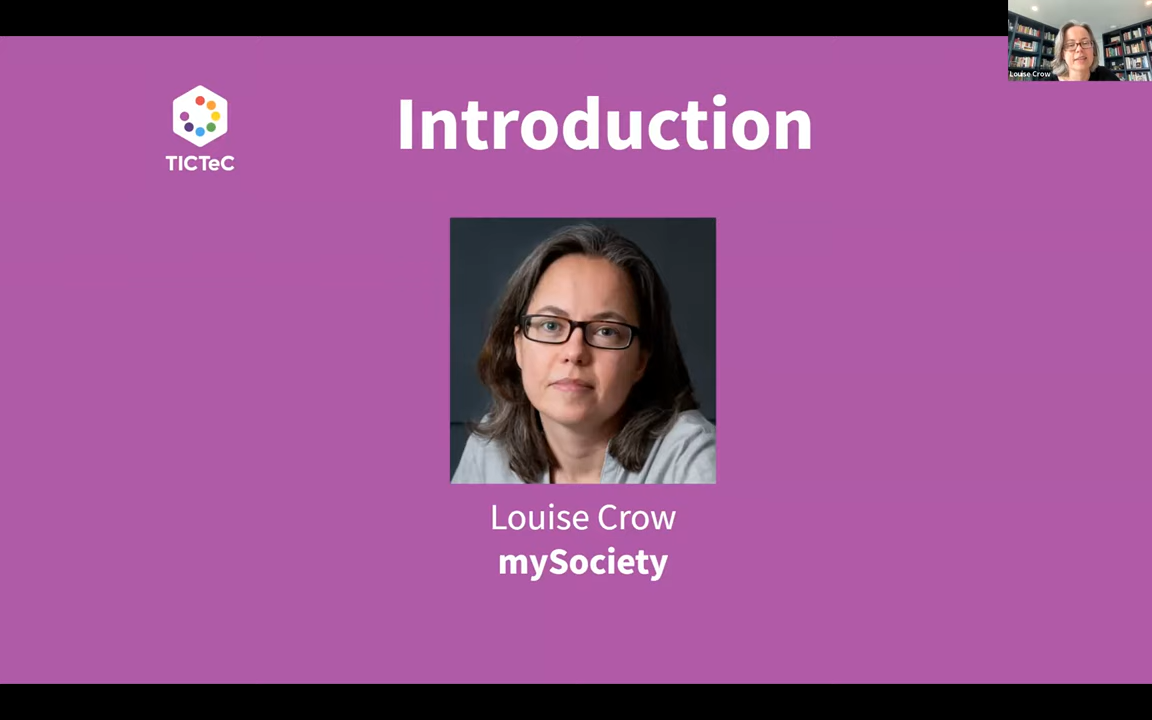 TICTeC
Introduction
Louise Crow
Louise Crow
mySociety